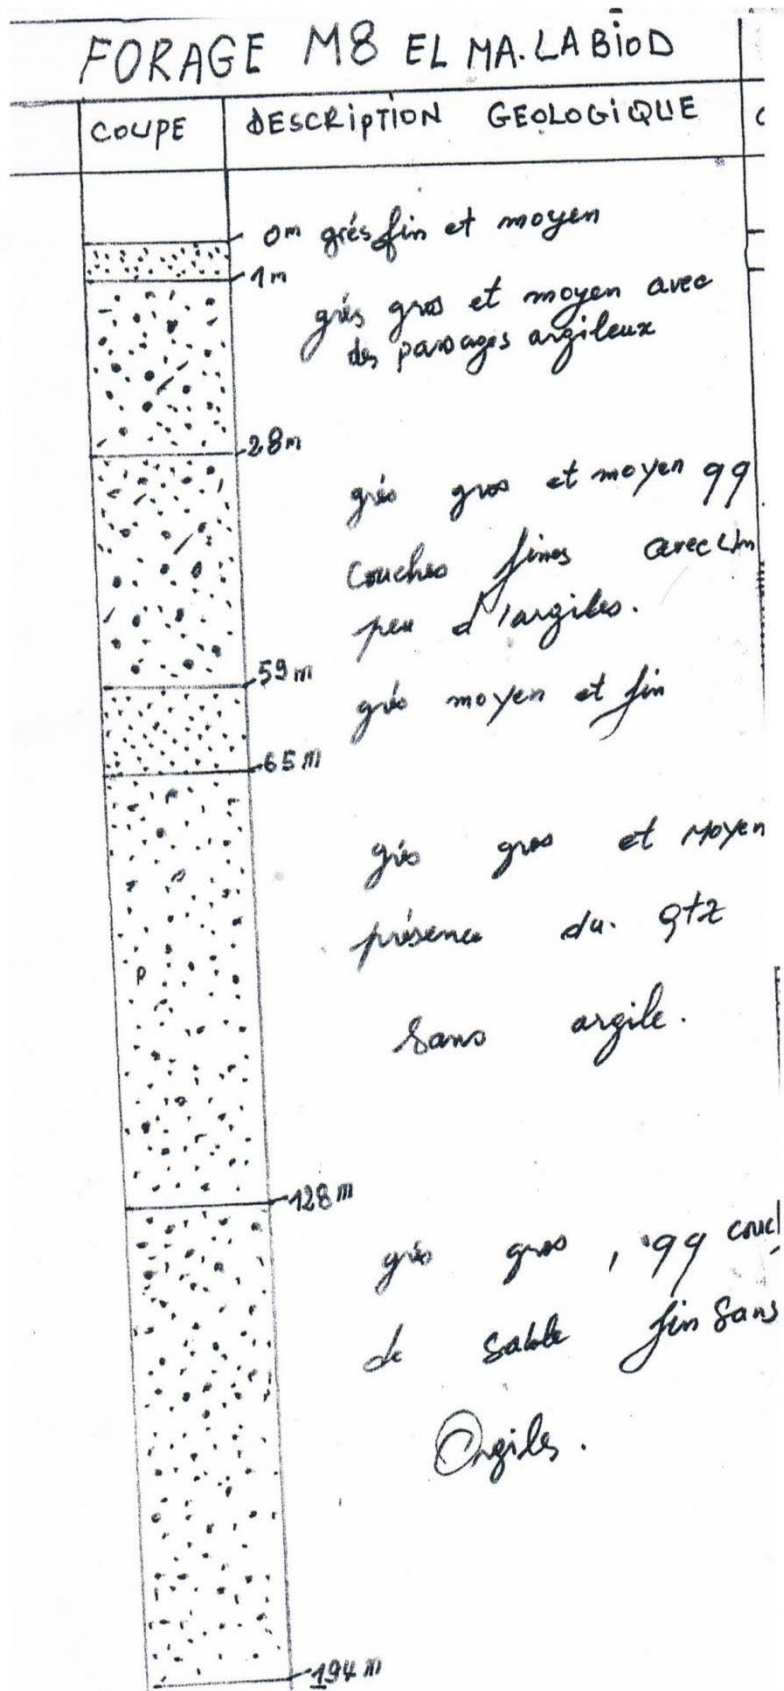 FORAGE M8 EL MA.LABIOD
COUPE
DESCRIPTION GEOLOGIQUE
0m grés fin et moyen
1m
grés gros et moyen avec
des passages argileux
28m
grés gros et moyen qq
couches fines avec Un
peu d'argiles.
59m
grés moyen et fin
65m
grés gros et moyen
présence du. qtz
sans argile.
128m
grés gros, qq couc
de sable fin sans
Argiles.
194m